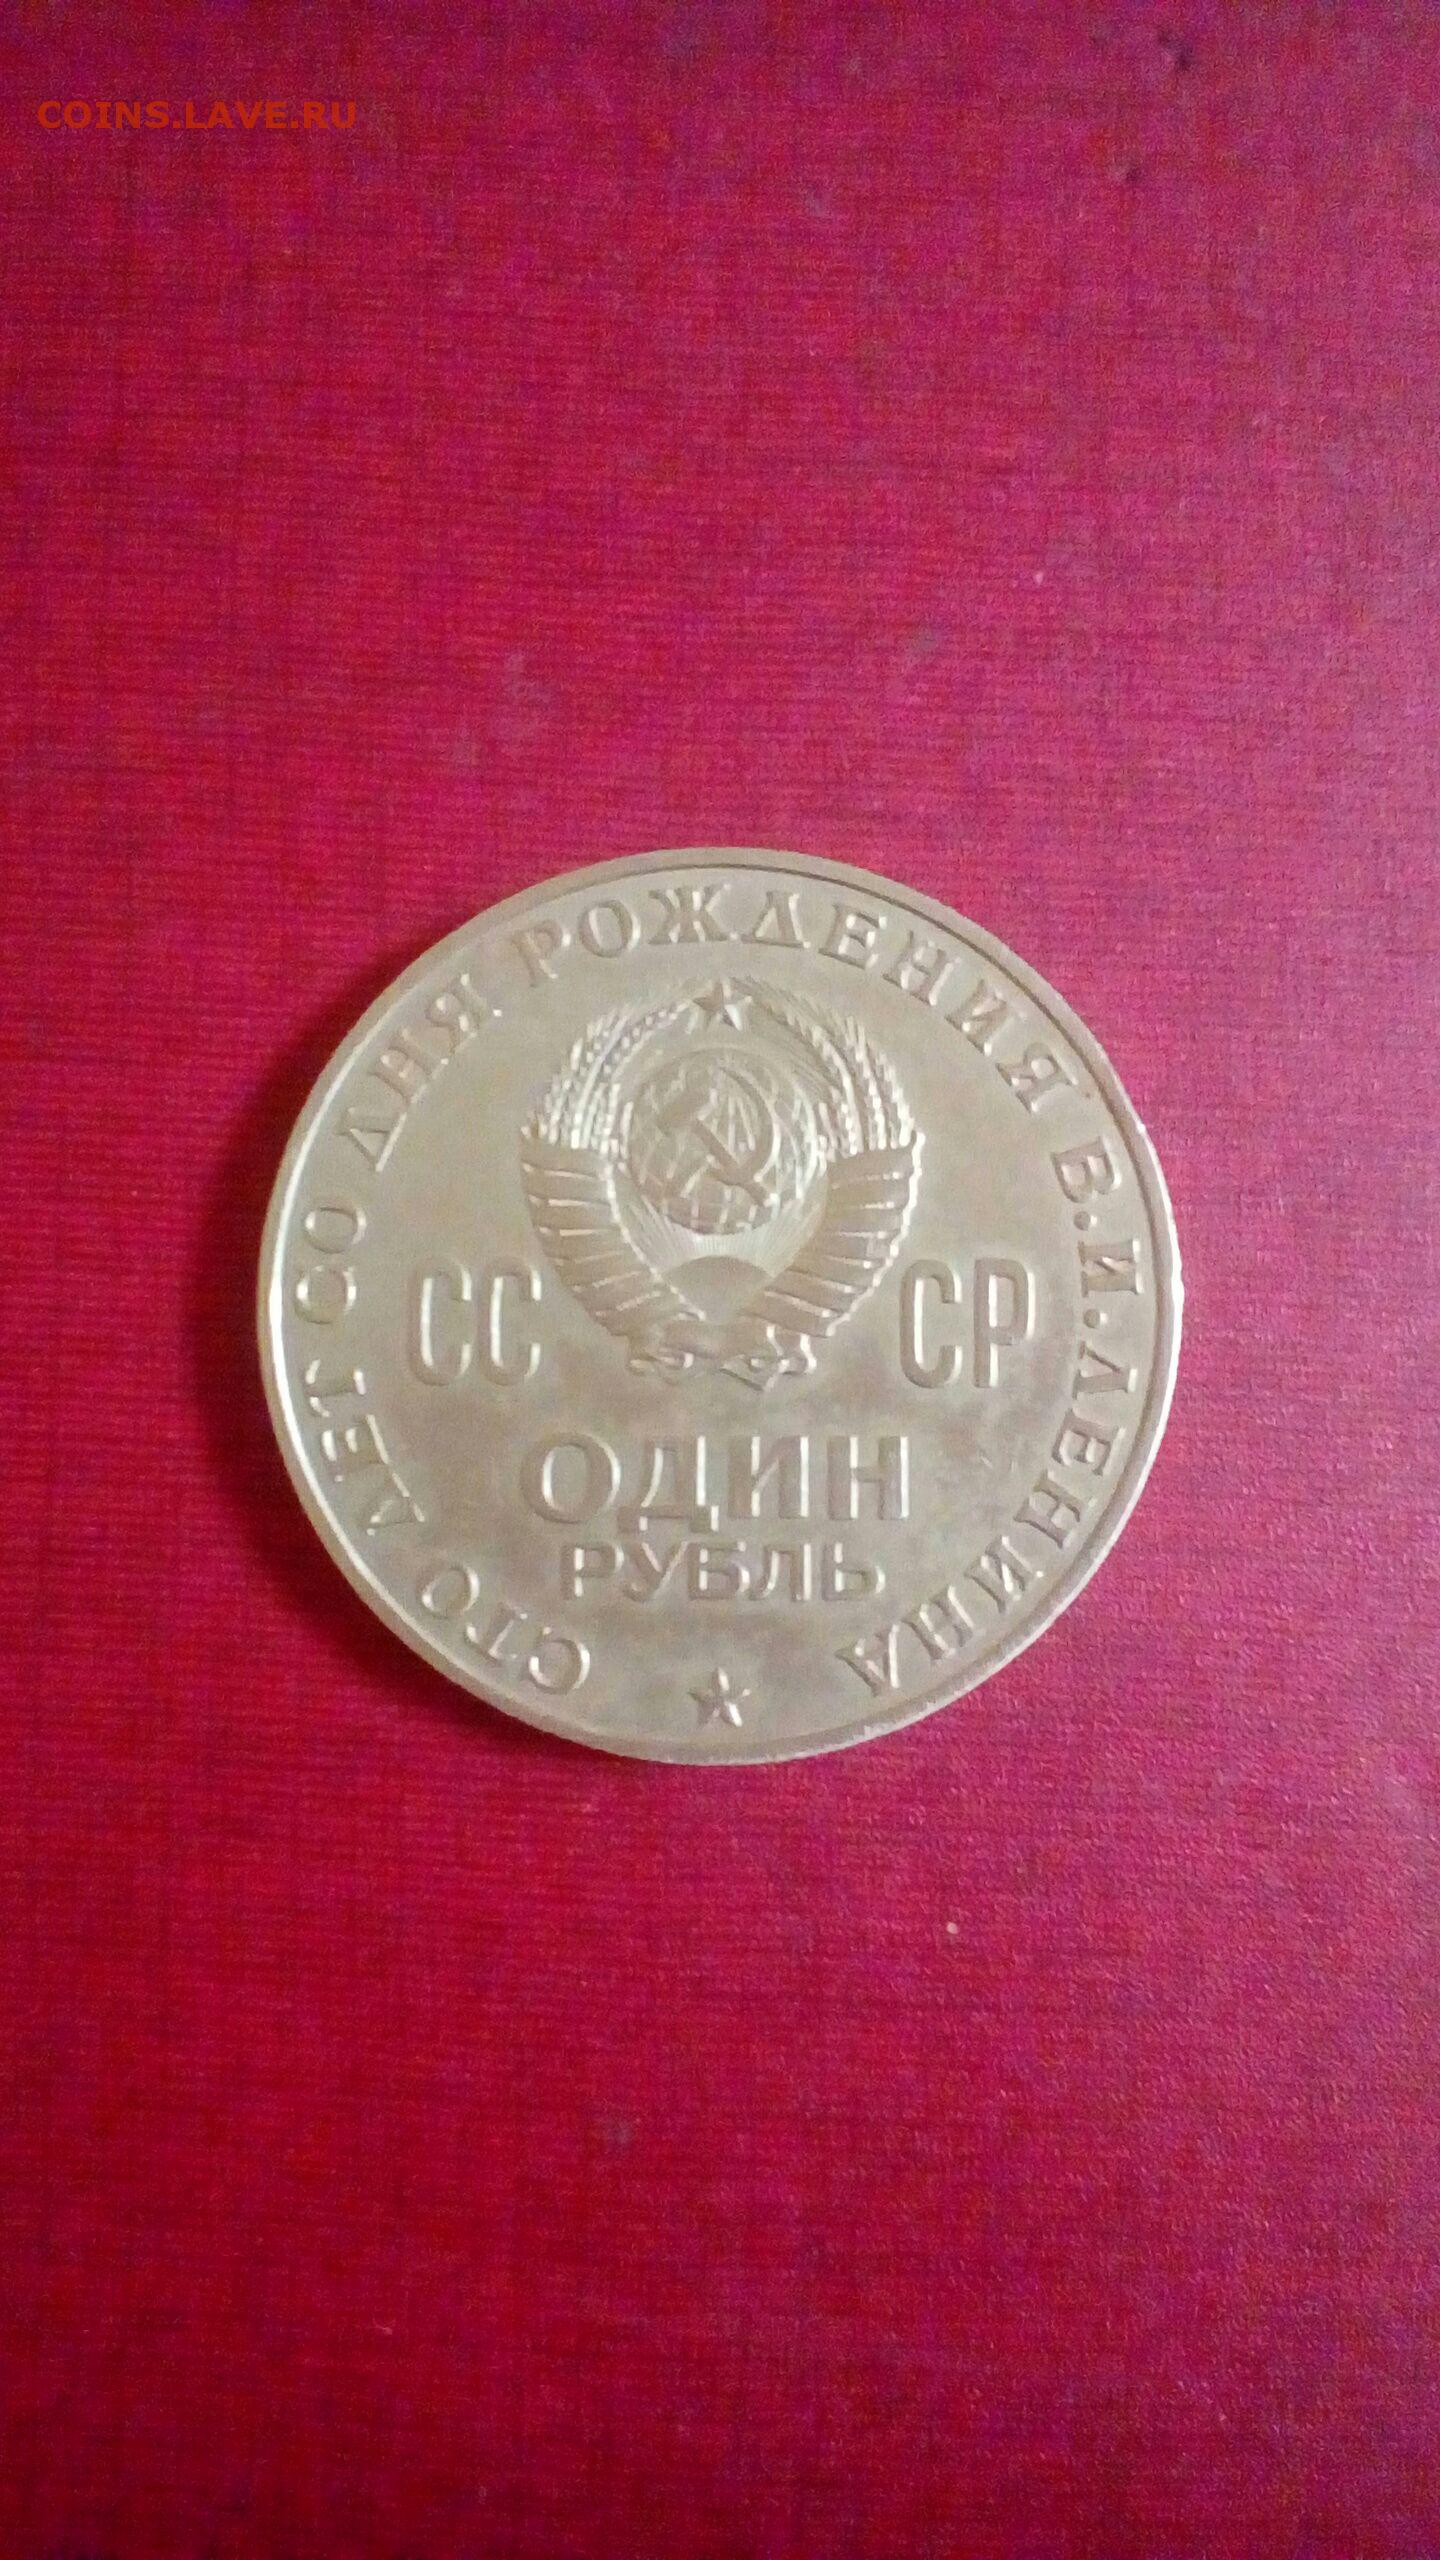 COINS.LAVE.RU
СТО ЛЕТ СО ДНЯ РОЖДЕНИЯ В.И.ЛЕНИНА
СС СР
ОДИН
РУБЛЬ